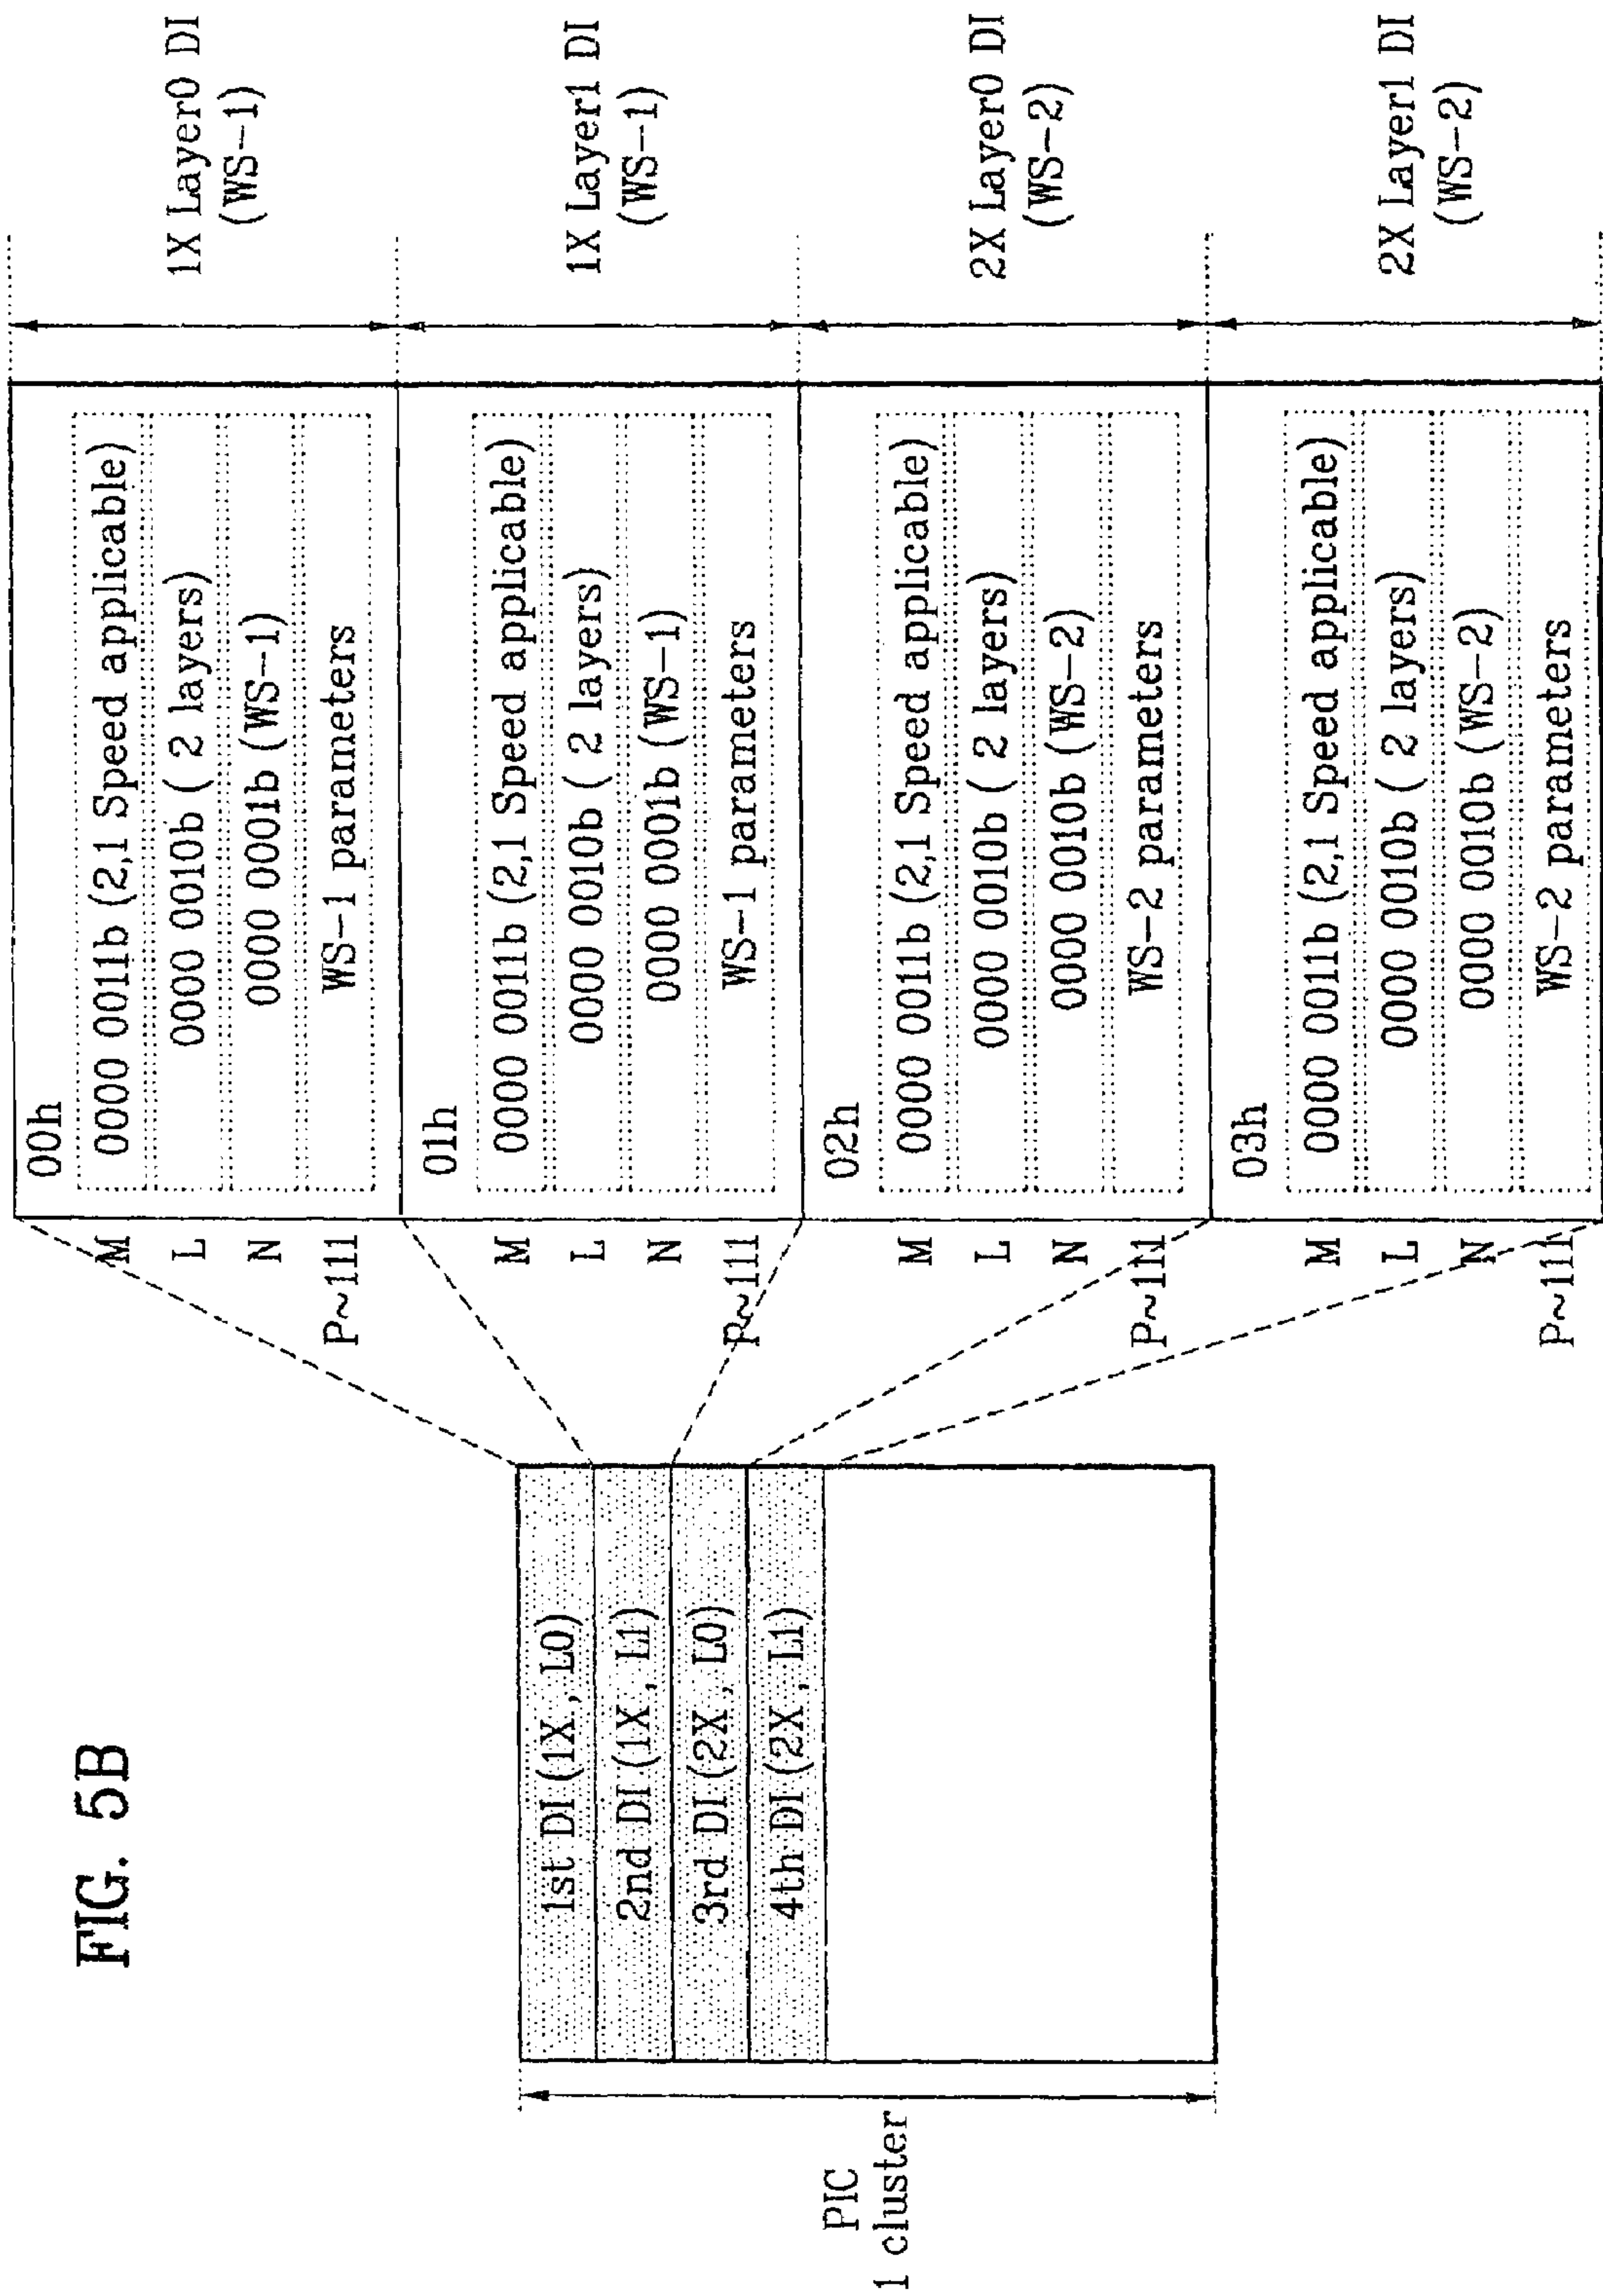 FIG. 5B
PIC
1 cluster
1st DI (1X , L0)
2nd DI (1X , L1)
3rd DI (2X , L0)
4th DI (2X , L1)
00h
M 0000 0011b (2,1 Speed applicable)
L 0000 0010b ( 2 layers)
N 0000 0001b (WS-1)
P~111 WS-1 parameters
1X Layer0 DI
(WS-1)
01h
M 0000 0011b (2,1 Speed applicable)
L 0000 0010b ( 2 layers)
N 0000 0001b (WS-1)
P~111 WS-1 parameters
1X Layer1 DI
(WS-1)
02h
M 0000 0011b (2,1 Speed applicable)
L 0000 0010b ( 2 layers)
N 0000 0010b (WS-2)
P~111 WS-2 parameters
2X Layer0 DI
(WS-2)
03h
M 0000 0011b (2,1 Speed applicable)
L 0000 0010b ( 2 layers)
N 0000 0010b (WS-2)
P~111 WS-2 parameters
2X Layer1 DI
(WS-2)